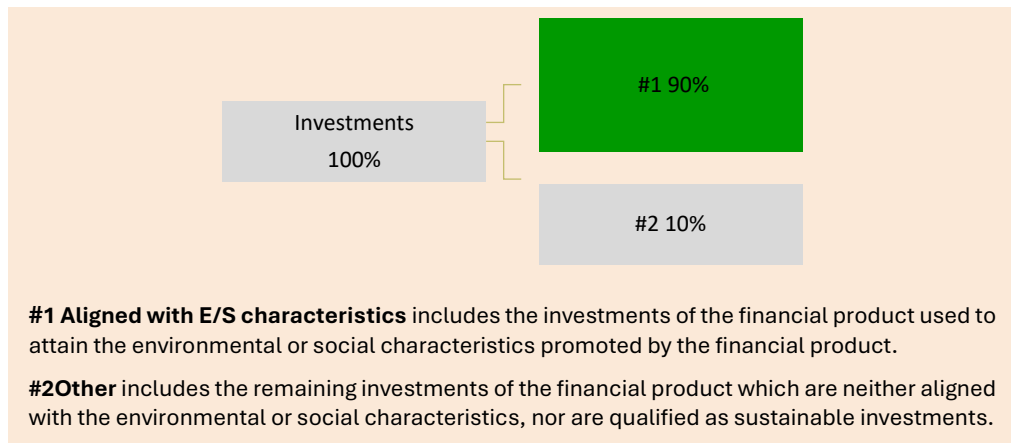 #1 90%
Investments
100%
#2 10%
#1 Aligned with E/S characteristics includes the investments of the financial product used to
attain the environmental or social characteristics promoted by the financial product.
#2Other includes the remaining investments of the financial product which are neither aligned
with the environmental or social characteristics, nor are qualified as sustainable investments.